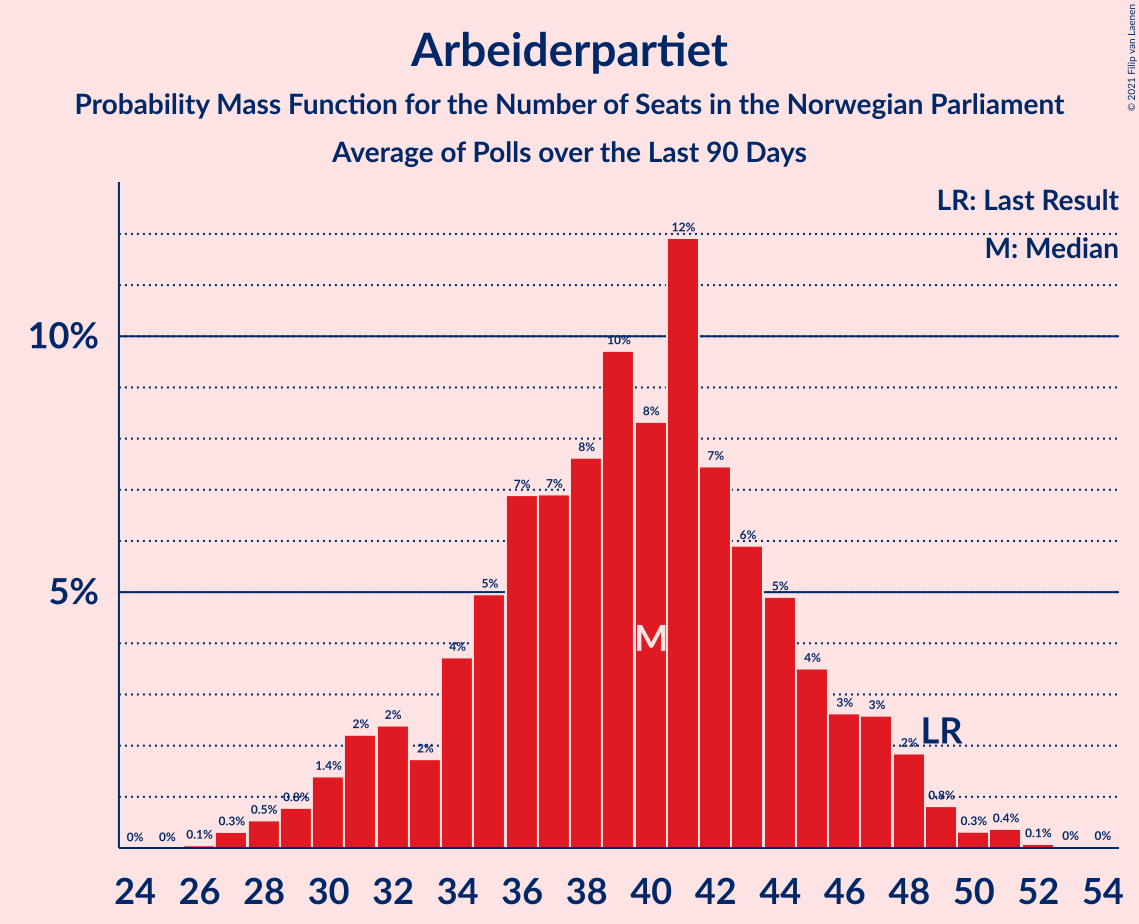 © 2021 Filip van Laenen
Arbeiderpartiet
Probability Mass Function for the Number of Seats in the Norwegian Parliament
Average of Polls over the Last 90 Days
LR: Last Result
M: Median
10%
5%
0% 0% 0.1% 0.3% 0.5% 0.8% 1.4% 2% 2% 2% 4% 5% 7% 7% 8% 10% 8% 12% 7% 6% 5% 4% 3% 3% 2% 0.8% 0.3% 0.4% 0.1% 0% 0%
M
LR
24 26 28 30 32 34 36 38 40 42 44 46 48 50 52 54